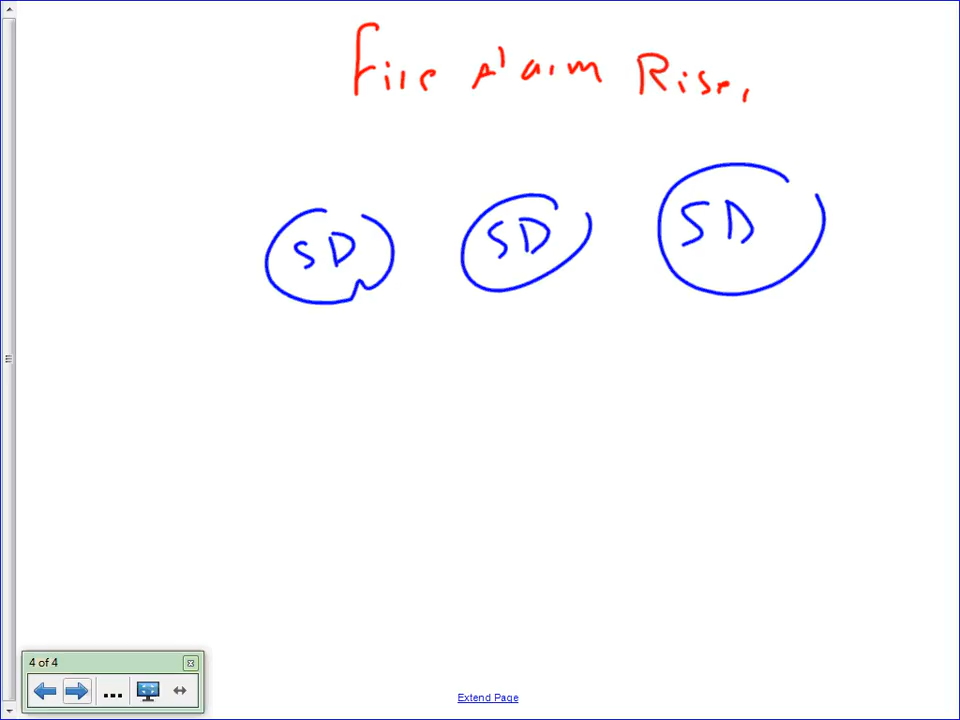 Fire Alarm Riser
SD SD SD
4 of 4
...
Extend Page